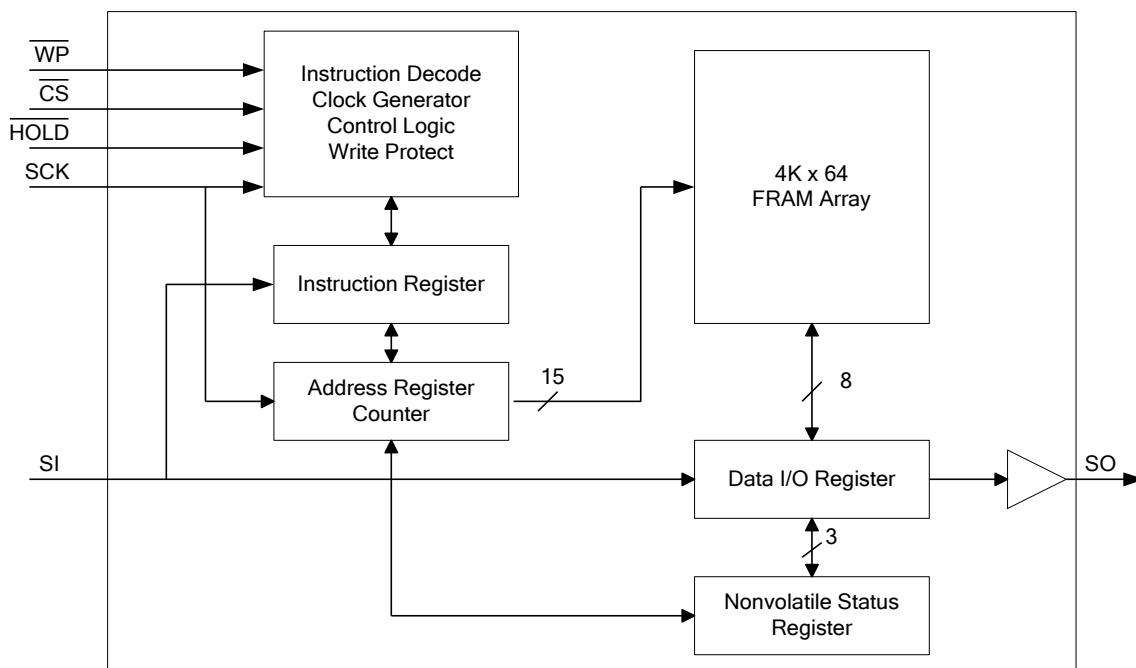 WP
CS
HOLD
SCK
Instruction Decode
Clock Generator
Control Logic
Write Protect
4K x 64
FRAM Array
Instruction Register
Address Register
Counter
15
8
SI
Data I/O Register
SO
3
Nonvolatile Status
Register